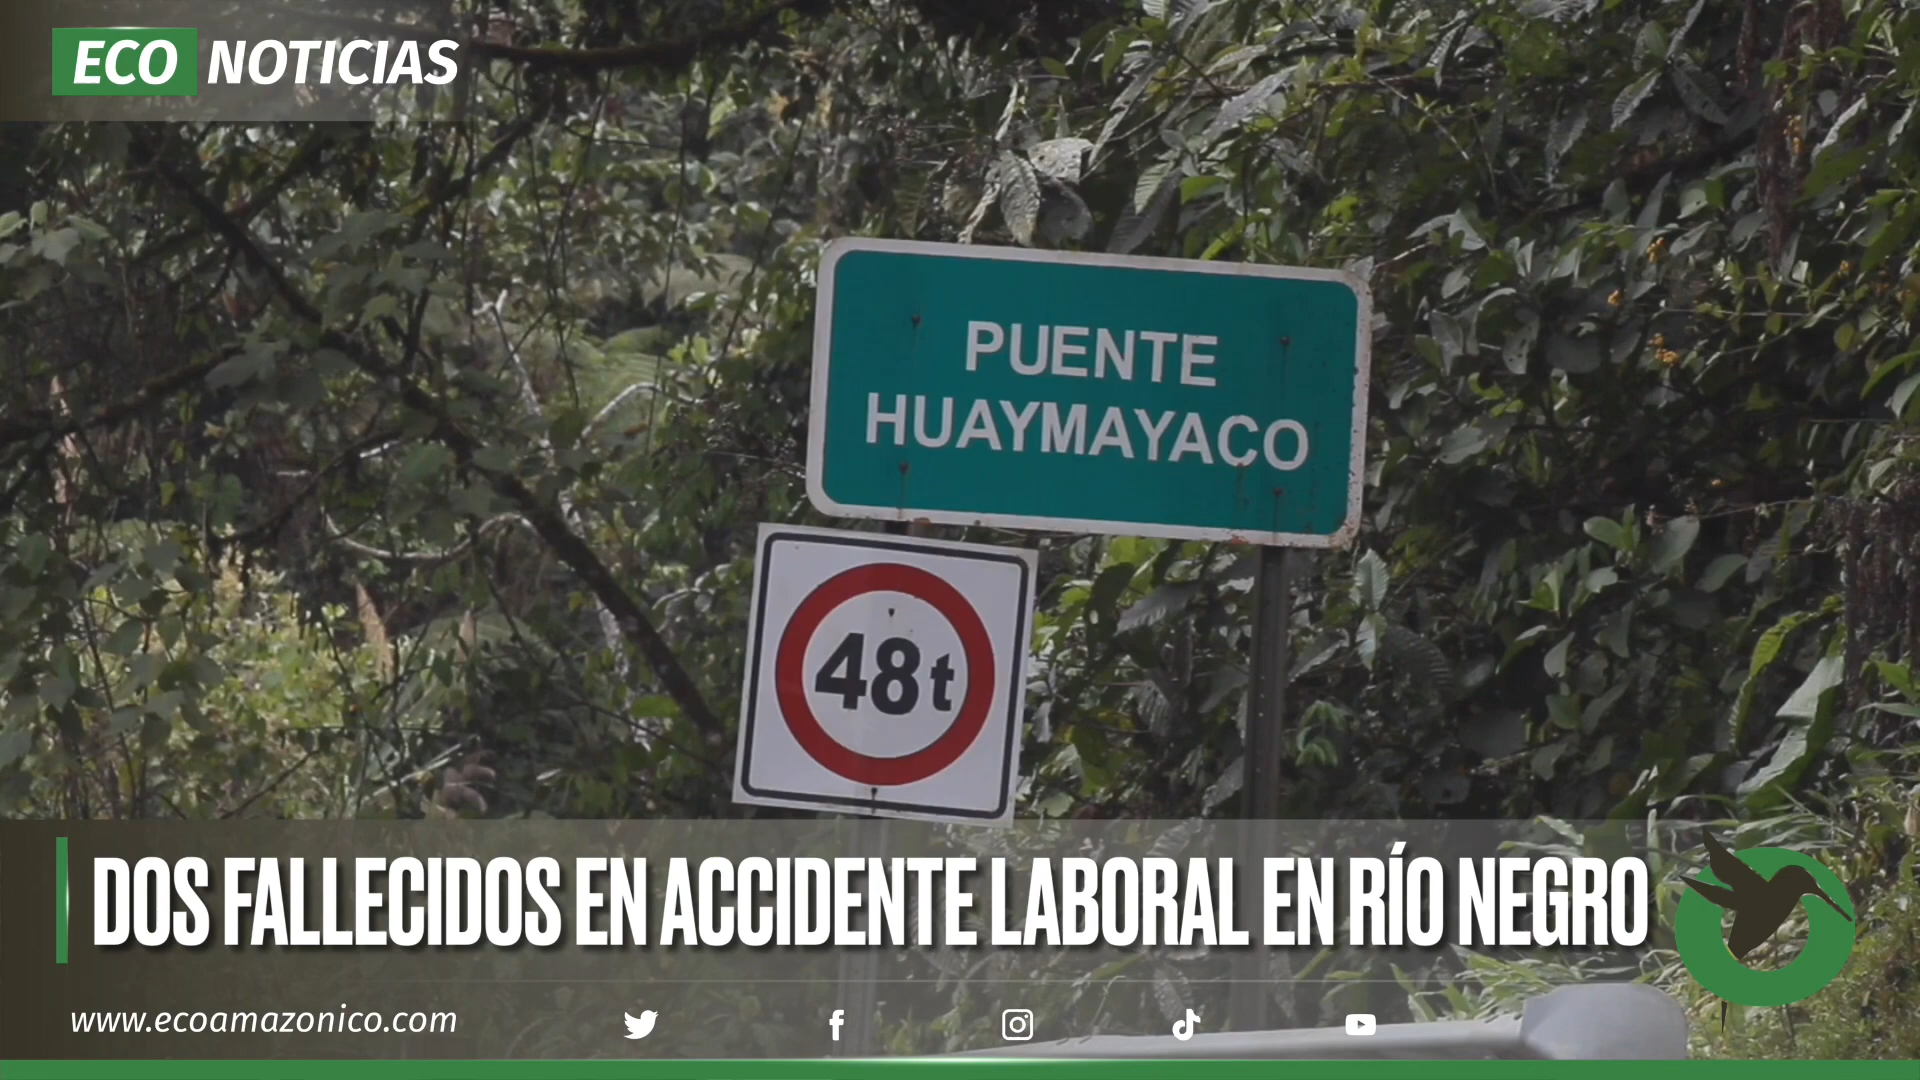 ECO NOTICIAS
PUENTE
HUAYMAYACO
48t
DOS FALLECIDOS EN ACCIDENTE LABORAL EN RÍO NEGRO
www.ecoamazonico.com